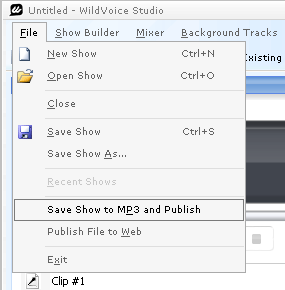 Untitled - WildVoice Studio
File Show Builder Mixer Background Tracks
New Show Ctrl+N
Existing
Open Show Ctrl+O
Close
Save Show Ctrl+S
Save Show As...
Recent Shows
Save Show to MP3 and Publish
Publish File to Web
Exit
Clip #1